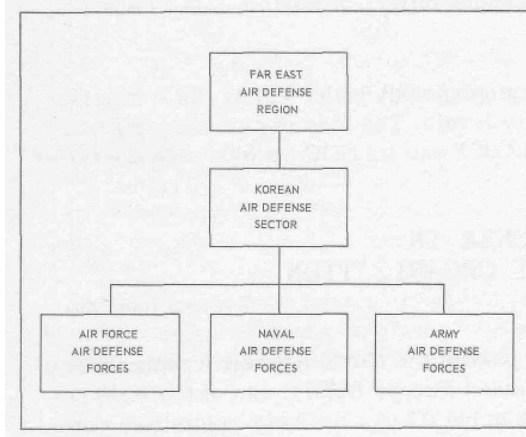 FAR EAST
AIR DEFENSE
REGION
KOREAN
AIR DEFENSE
SECTOR
AIR FORCE
AIR DEFENSE
FORCES
NAVAL
AIR DEFENSE
FORCES
ARMY
AIR DEFENSE
FORCES